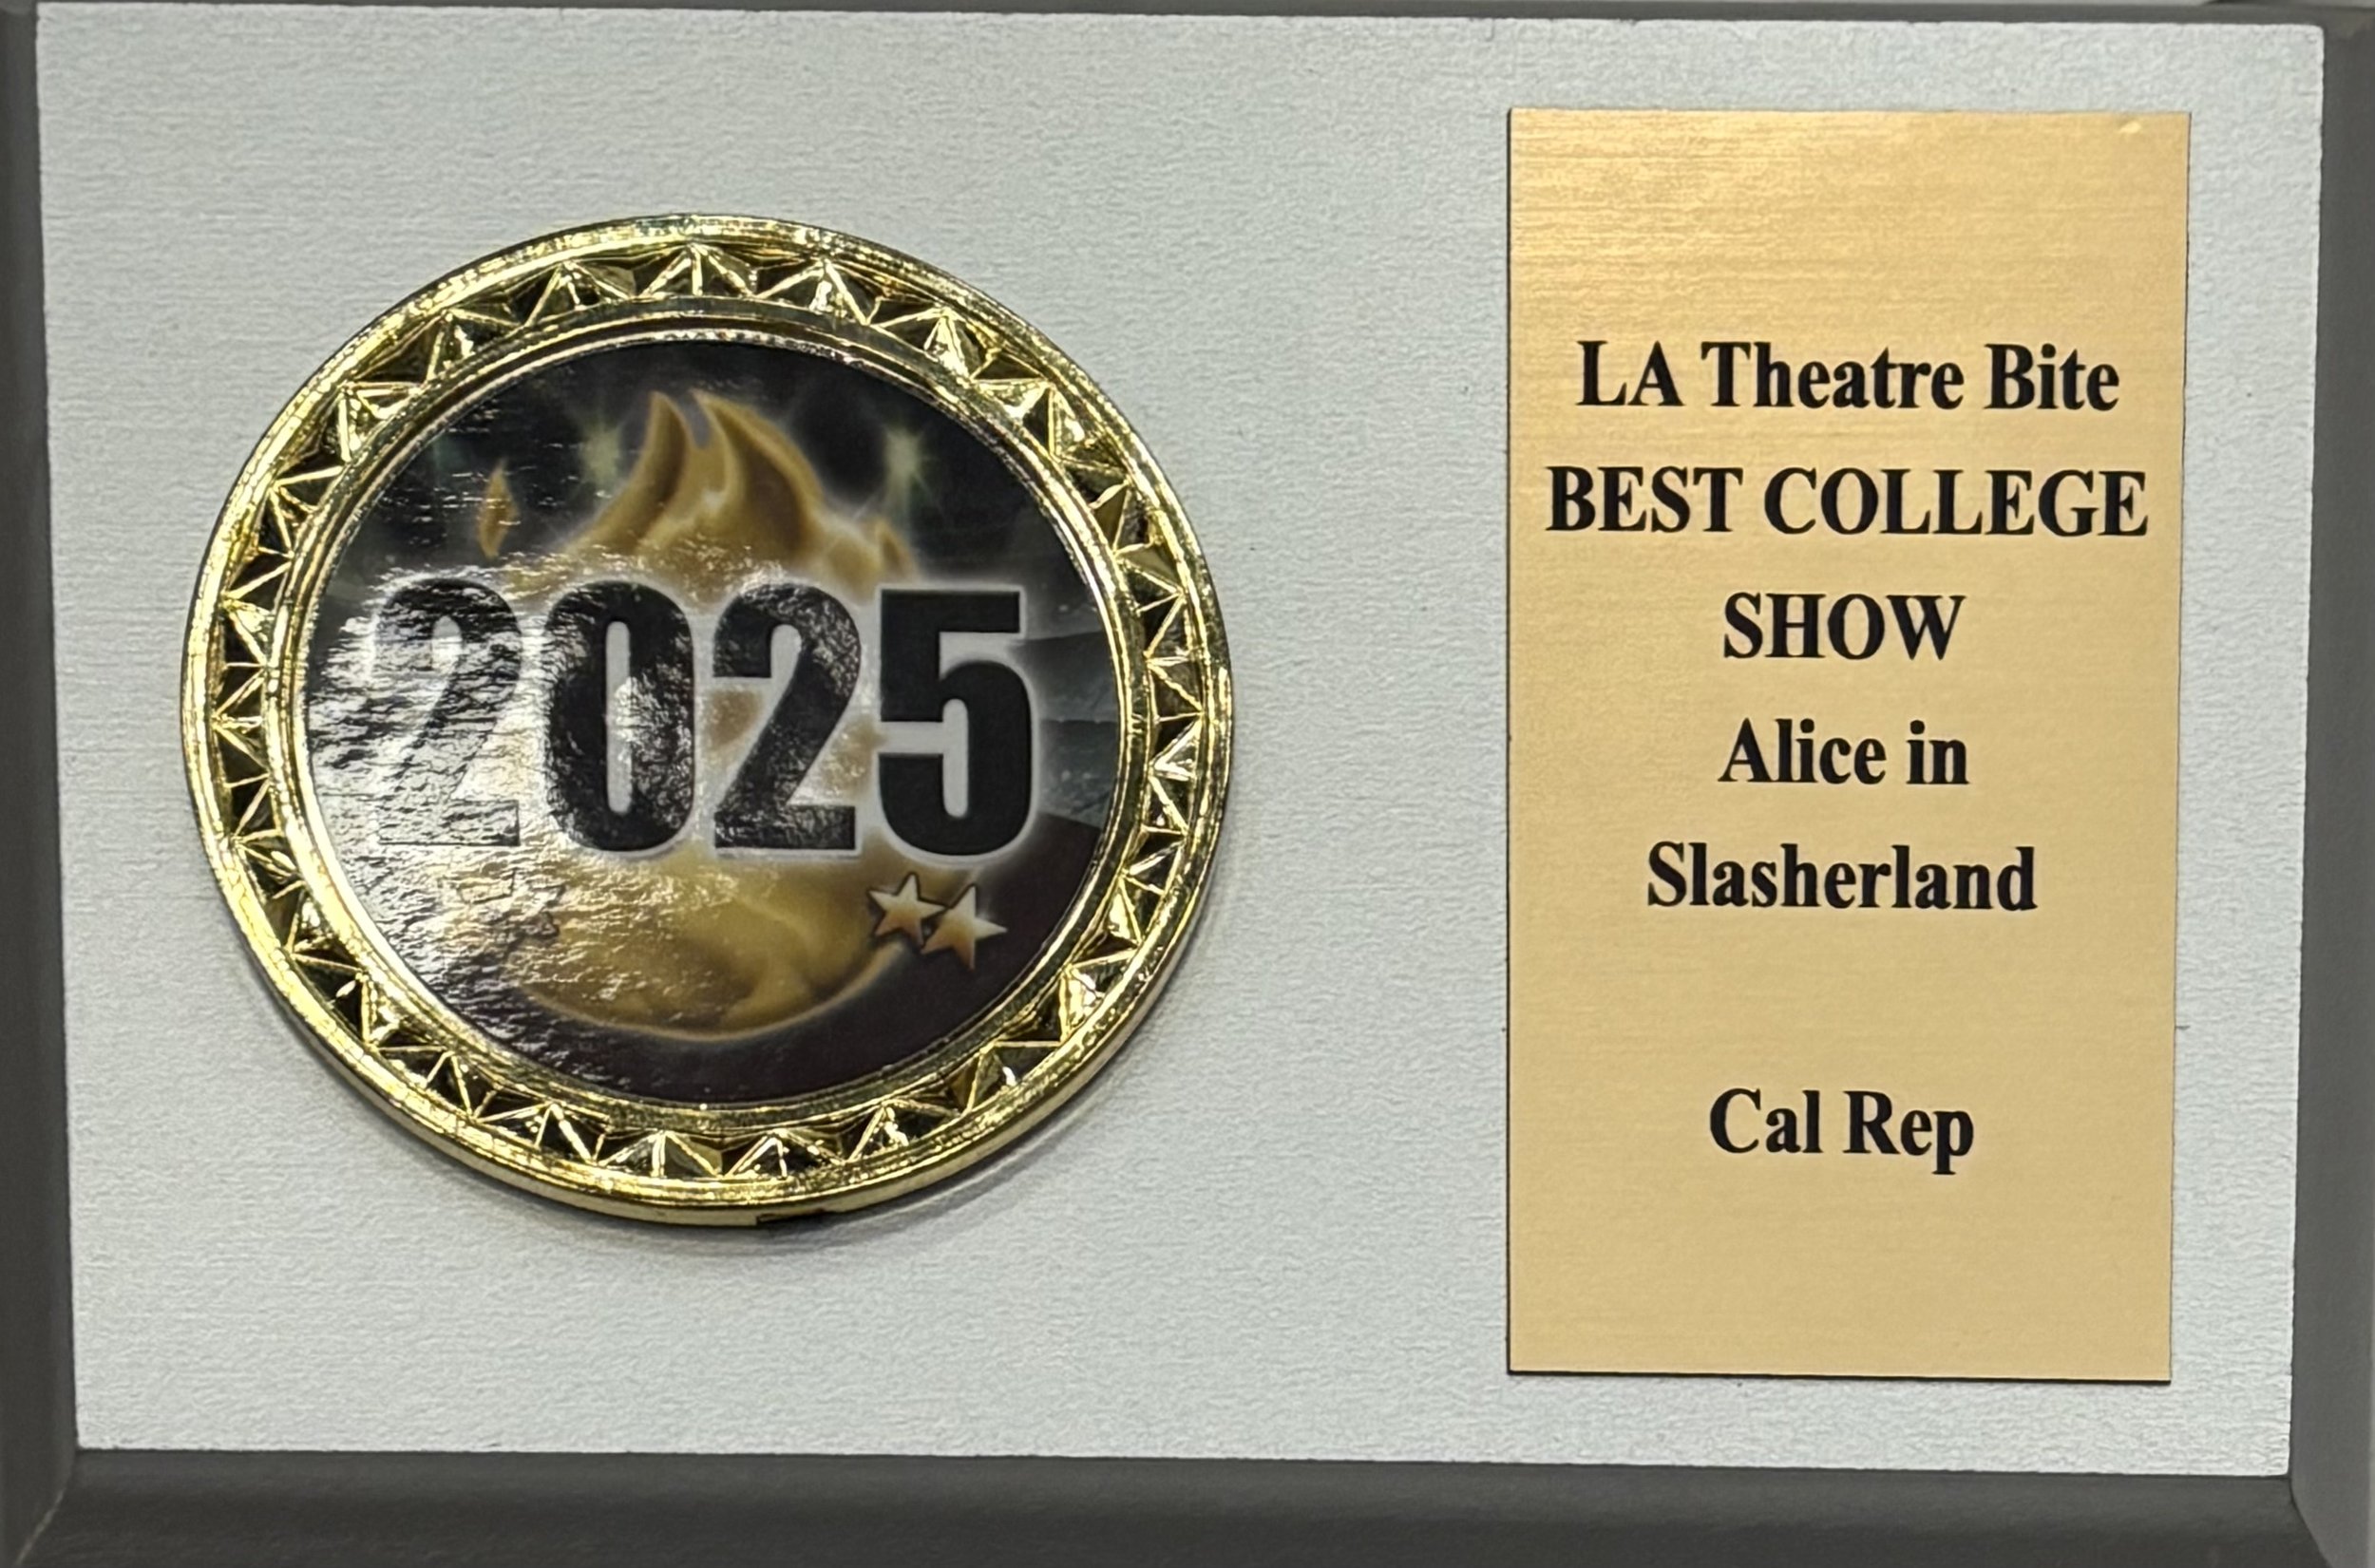 2025
LA Theatre Bite
BEST COLLEGE
SHOW
Alice in
Slasherland
Cal Rep